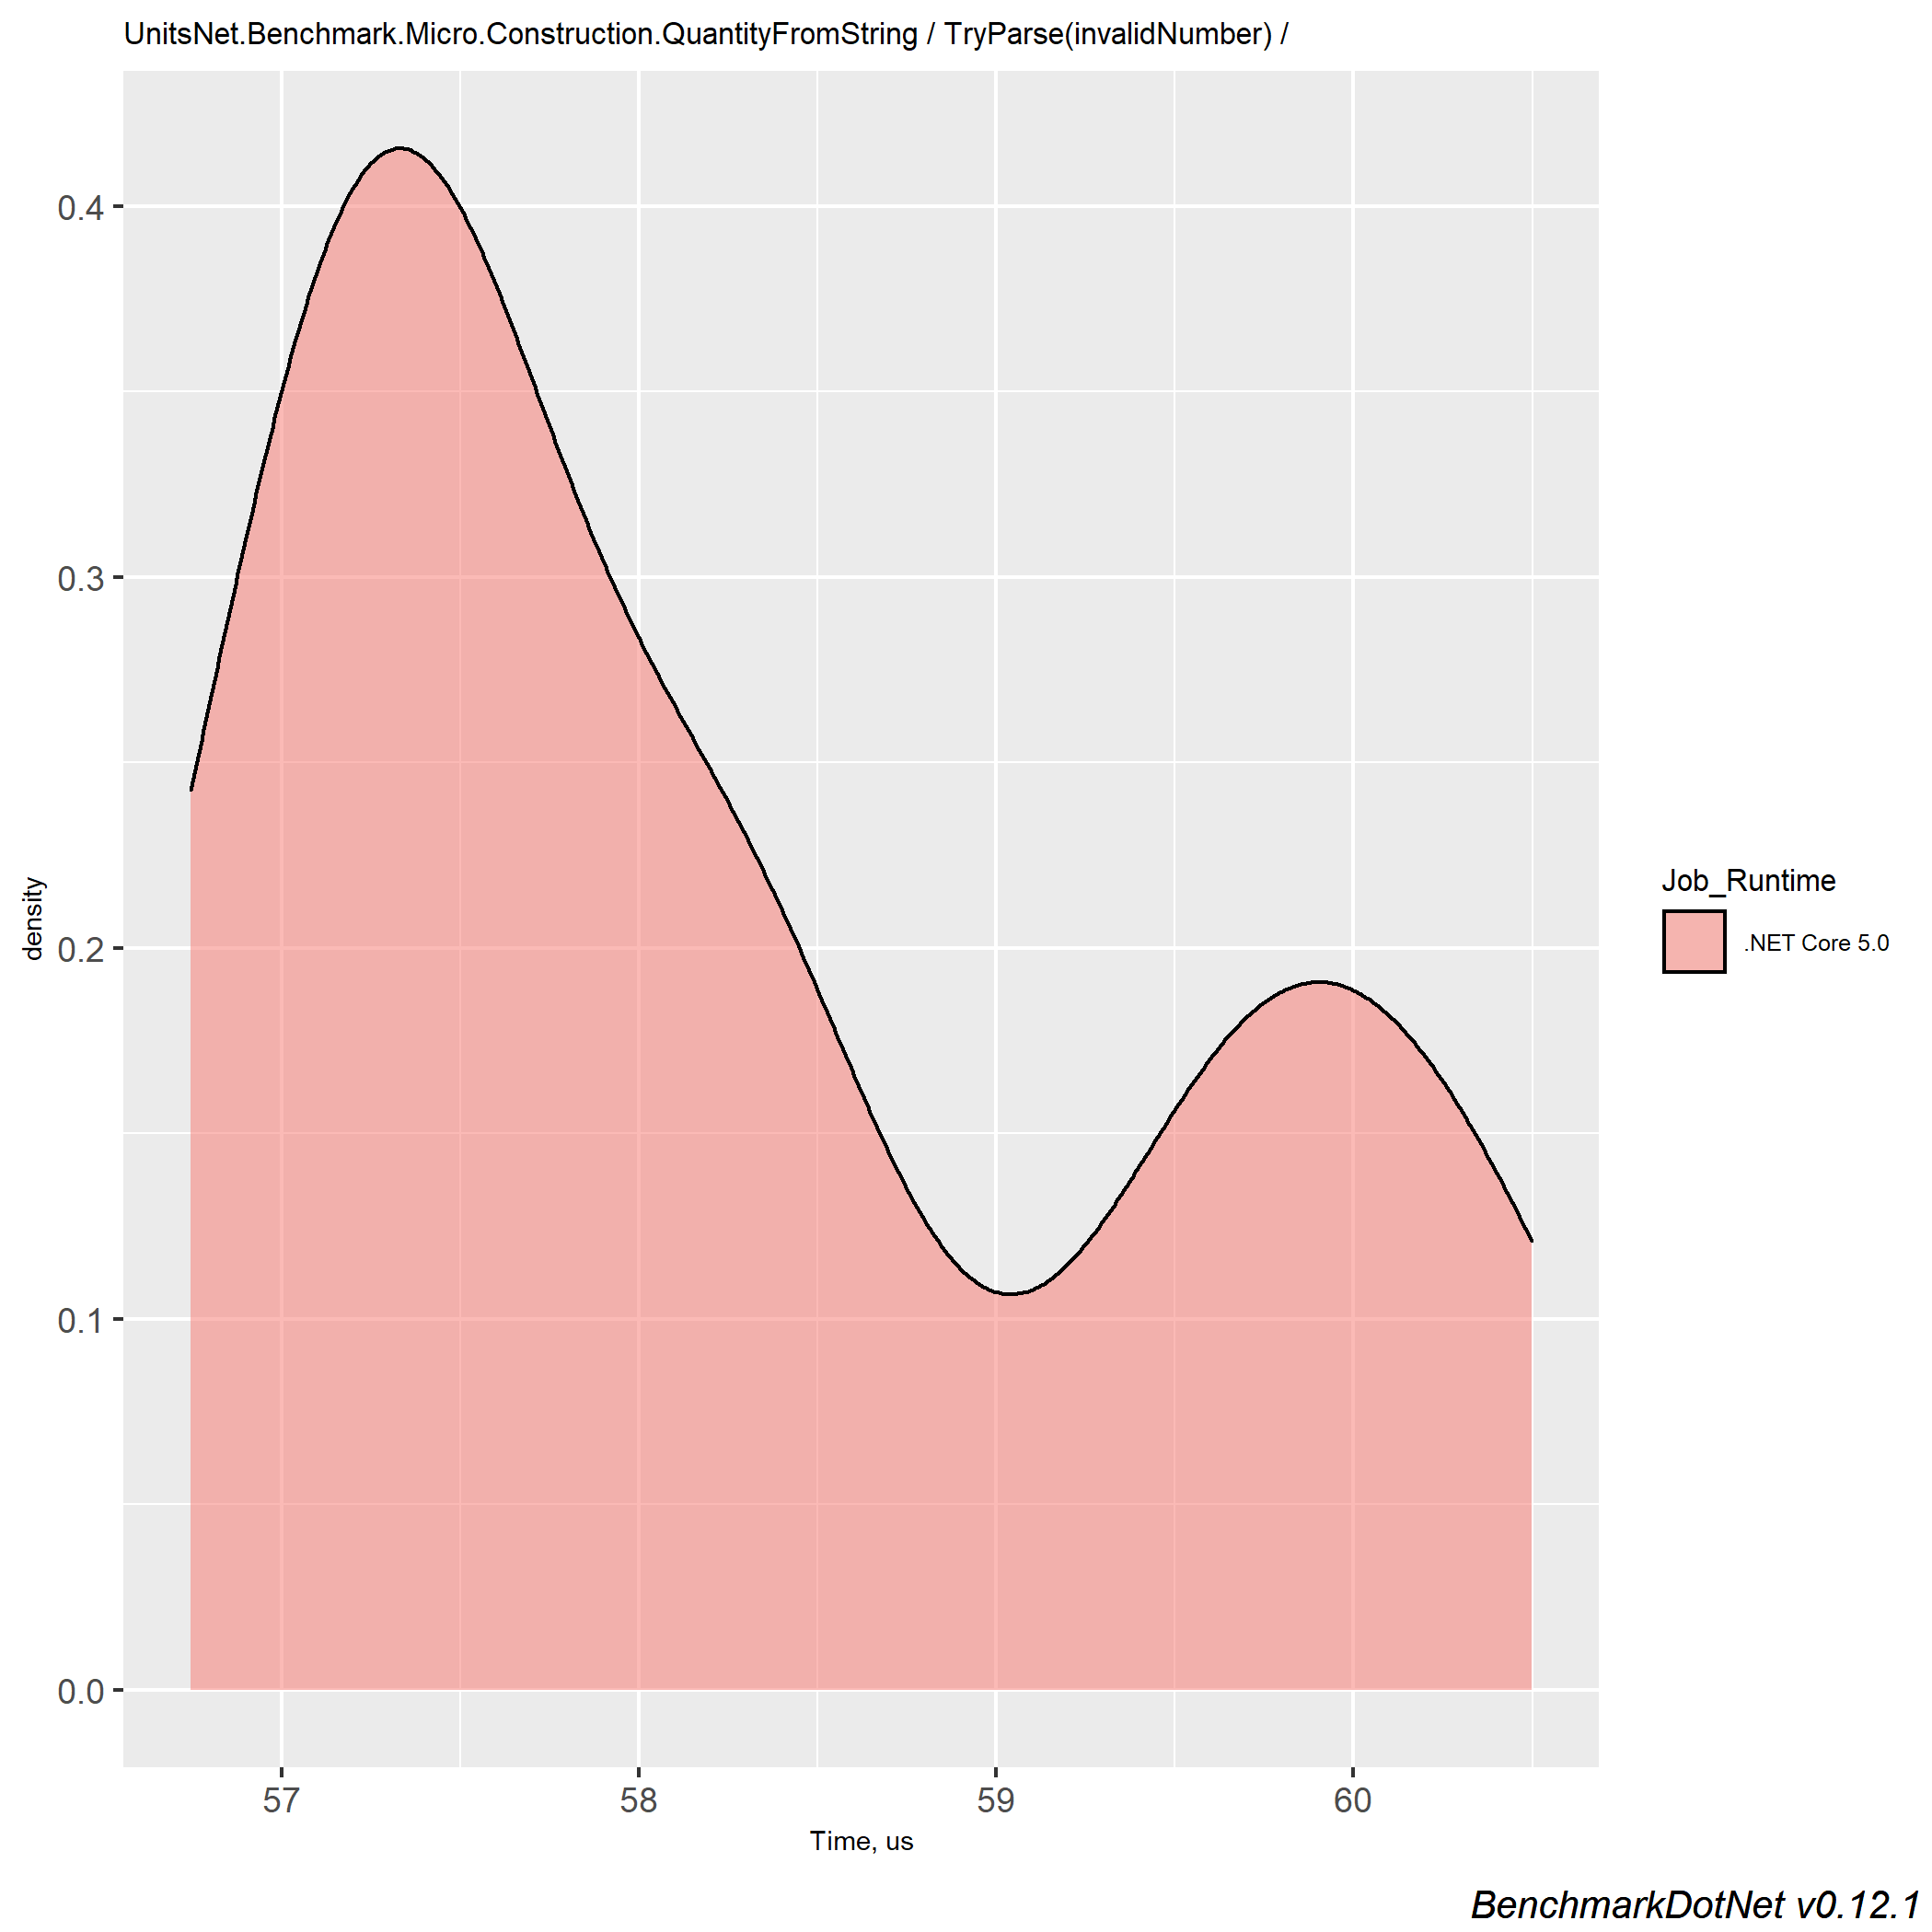 UnitsNet.Benchmark.Micro.Construction.QuantityFromString / TryParse(invalidNumber) /
0.4
0.3
0.2
0.1
0.0
density
57 58 59 60
Time, us
Job_Runtime
.NET Core 5.0
BenchmarkDotNet v0.12.1